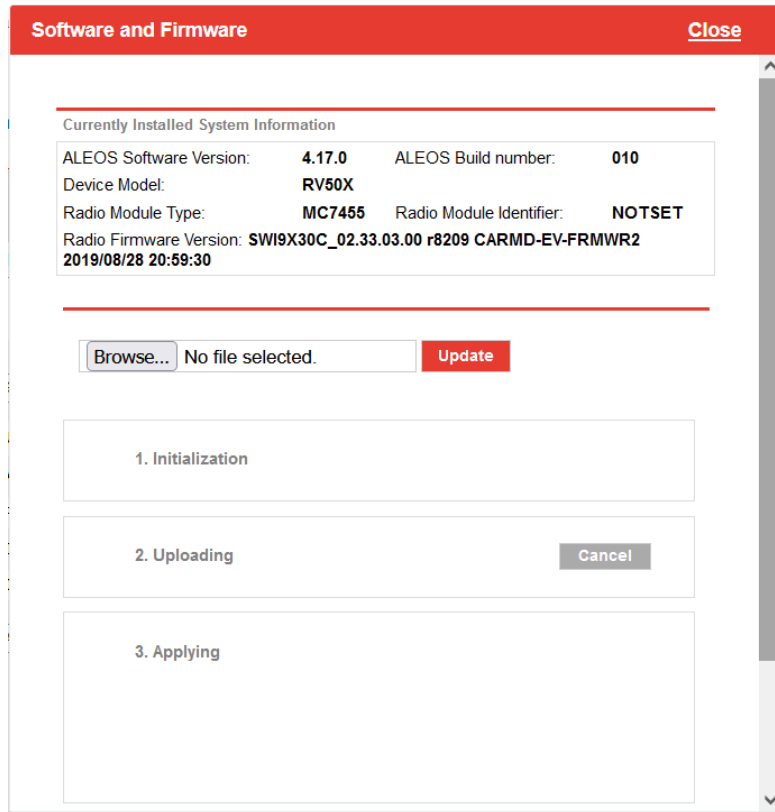 Software and Firmware Close
Currently Installed System Information
ALEOS Software Version: 4.17.0 ALEOS Build number: 010
Device Model: RV50X
Radio Module Type: MC7455 Radio Module Identifier: NOTSET
Radio Firmware Version: SWI9X30C_02.33.03.00 r8209 CARMD-EV-FRMWR2
2019/08/28 20:59:30
Browse... No file selected. Update
1. Initialization
2. Uploading Cancel
3. Applying